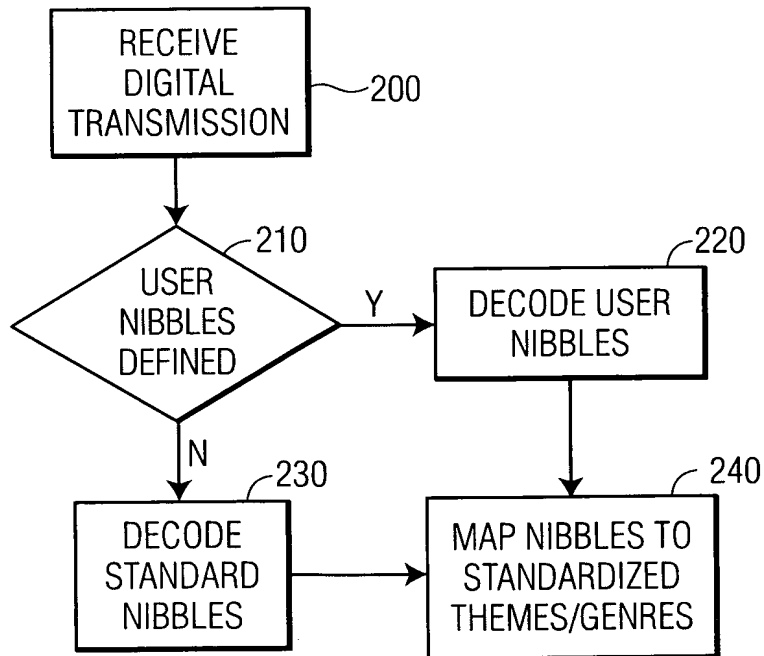 RECEIVE
DIGITAL
TRANSMISSION
200
210
USER
NIBBLES
DEFINED
Y
220
DECODE USER
NIBBLES
N
230
DECODE
STANDARD
NIBBLES
240
MAP NIBBLES TO
STANDARDIZED
THEMES/GENRES